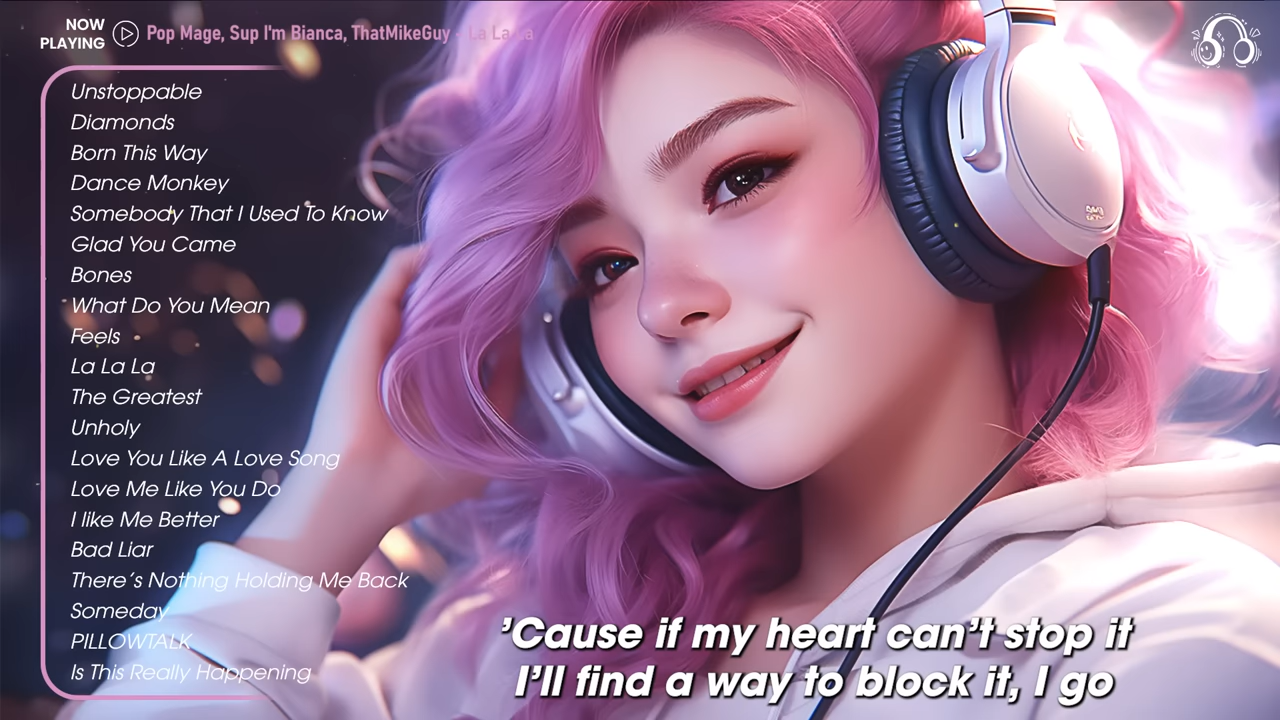 NOW
PLAYING
Pop Mage, Sup I'm Bianca, ThatMikeGuy - La La La
Unstoppable
Diamonds
Born This Way
Dance Monkey
Somebody That I Used To Know
Glad You Came
Bones
What Do You Mean
Feels
La La La
The Greatest
Unholy
Love You Like A Love Song
Love Me Like You Do
I like Me Better
Bad Liar
There's Nothing Holding Me Back
Someday
PILLOWTALK
Is This Really Happening
'Cause if my heart can't stop it
I'll find a way to block it, I go